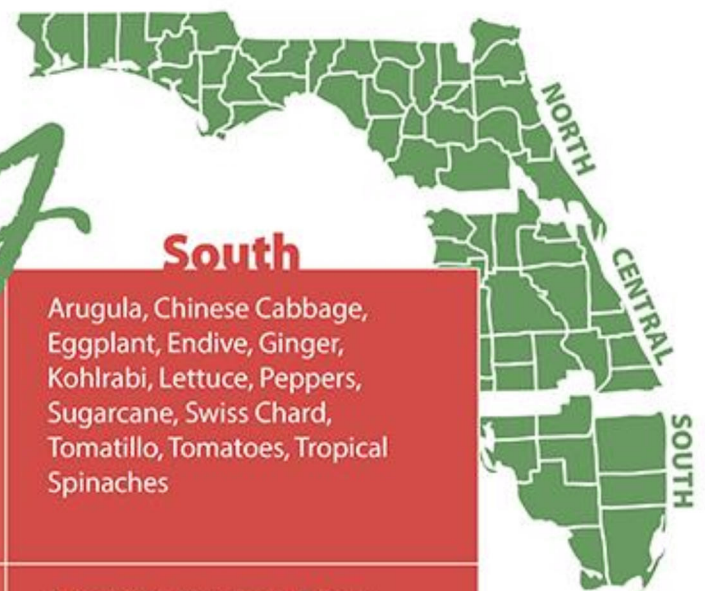 NORTH
CENTRAL
SOUTH
South
Arugula, Chinese Cabbage,
Eggplant, Endive, Ginger,
Kohlrabi, Lettuce, Peppers,
Sugarcane, Swiss Chard,
Tomatillo, Tomatoes, Tropical
Spinaches